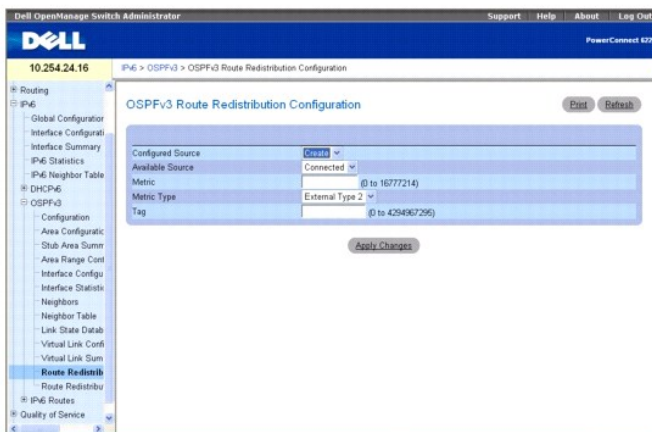 Dell OpenManage Switch Administrator
Support Help About Log Out
DELL
PowerConnect 622
10.254.24.16
IPv6 > OSPFv3 > OSPFv3 Route Redistribution Configuration
Routing
IPv6
Global Configuration
Interface Configurati
Interface Summary
IPv6 Statistics
IPv6 Neighbor Table
DHCPv6
OSPFv3
Configuration
Area Configuratic
Stub Area Summ
Area Range Conf
Interface Configu
Interface Statistic
Neighbors
Neighbor Table
Link State Datab
Virtual Link Confi
Virtual Link Sum
Route Redistrib
Route Redistribu
IPv6 Routes
Quality of Service
OSPFv3 Route Redistribution Configuration
Print Refresh
Configured Source Create
Available Source Connected
Metric (0 to 16777214)
Metric Type External Type 2
Tag (0 to 4294967295)
Apply Changes